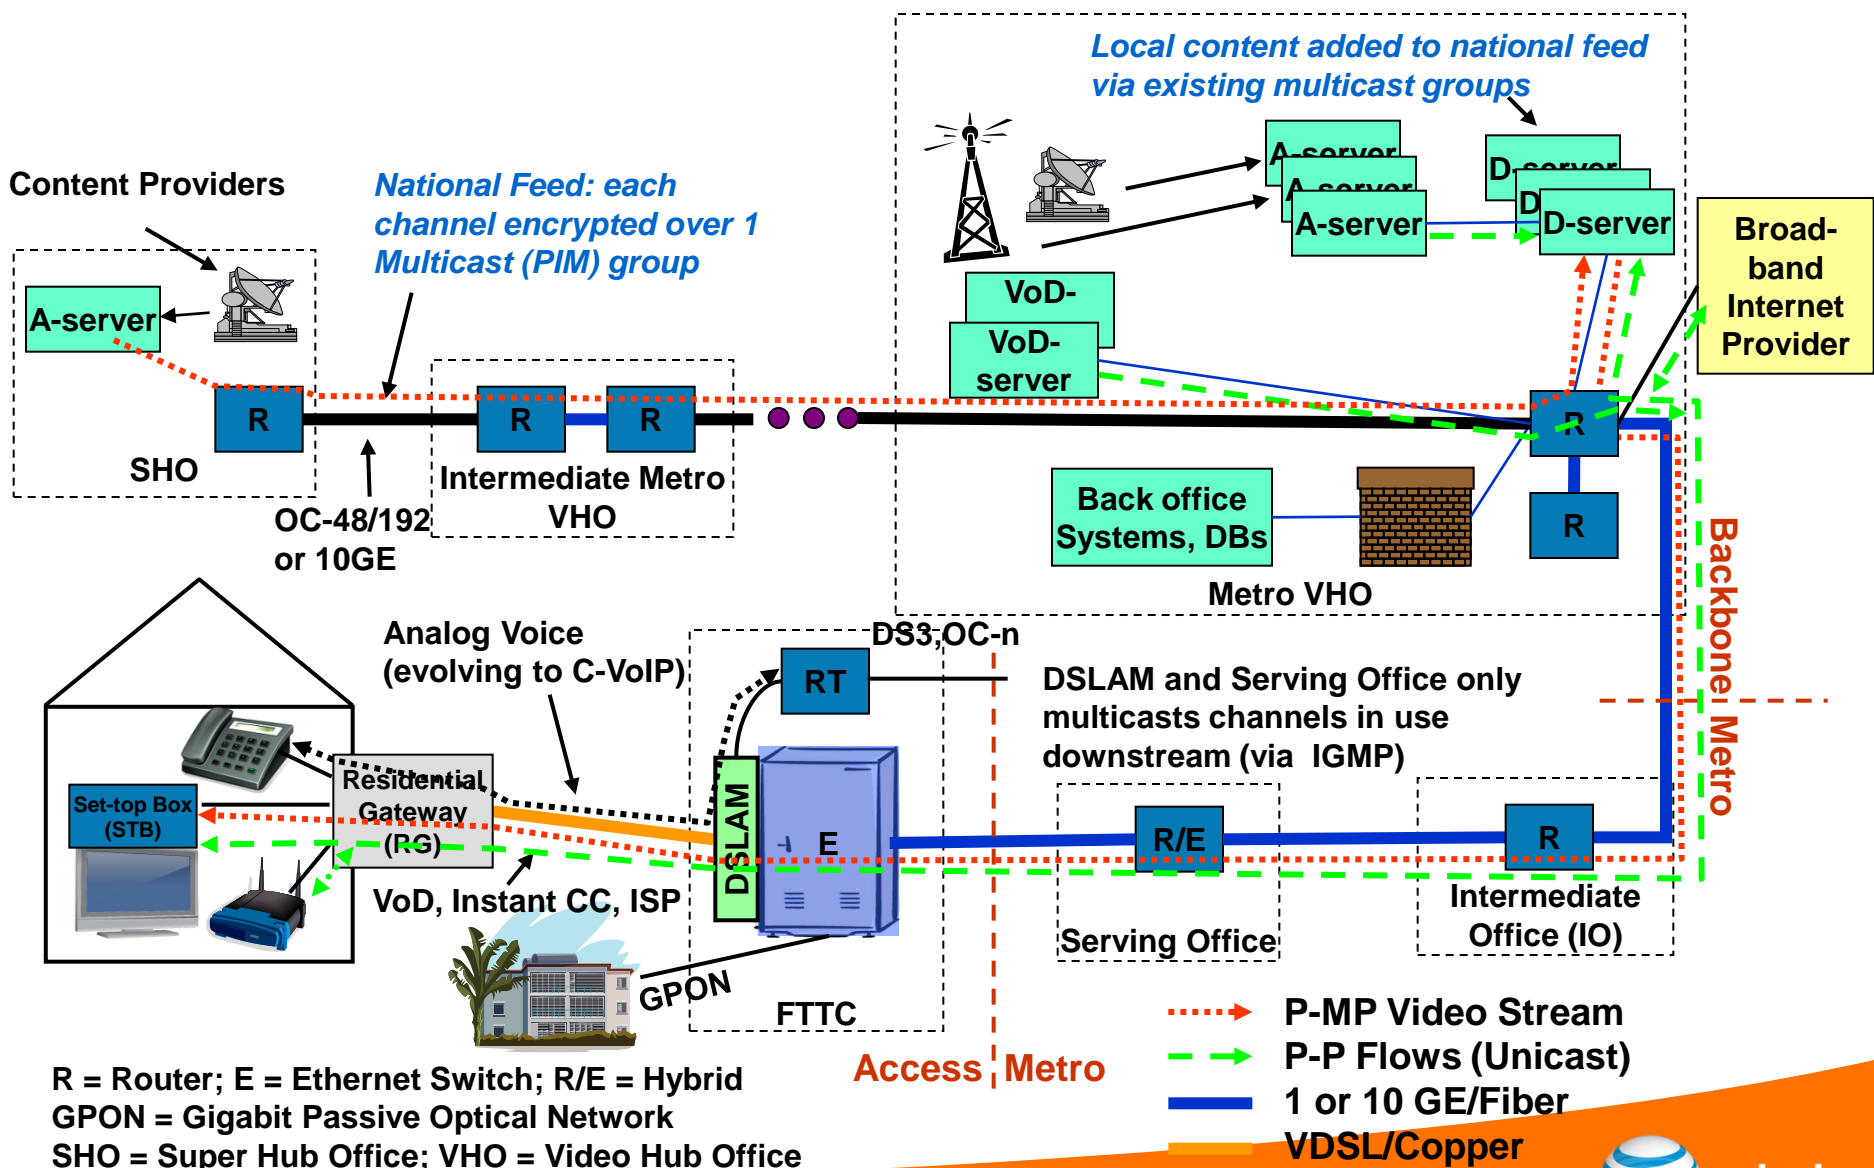 Local content added to national feed
via existing multicast groups
Content Providers
National Feed: each
channel encrypted over 1
Multicast (PIM) group
A-server
A-server
A-server
D-server
D
D-server
Broad-
band
Internet
Provider
A-server
VoD-
VoD-
server
R
R
R
R
SHO
Intermediate Metro
VHO
OC-48/192
or 10GE
Back office
Systems, DBs
R
Metro VHO
Backbone
Metro
Analog Voice
(evolving to C-VoIP)
DS3,OC-n
RT
DSLAM and Serving Office only
multicasts channels in use
downstream (via IGMP)
Residential
Gateway
(RG)
Set-top Box
(STB)
DSLAM
E
R/E
R
VoD, Instant CC, ISP
Serving Office
Intermediate
Office (IO)
GPON
FTTC
Access
Metro
P-MP Video Stream
P-P Flows (Unicast)
1 or 10 GE/Fiber
VDSL/Copper
R = Router; E = Ethernet Switch; R/E = Hybrid
GPON = Gigabit Passive Optical Network
SHO = Super Hub Office; VHO = Video Hub Office